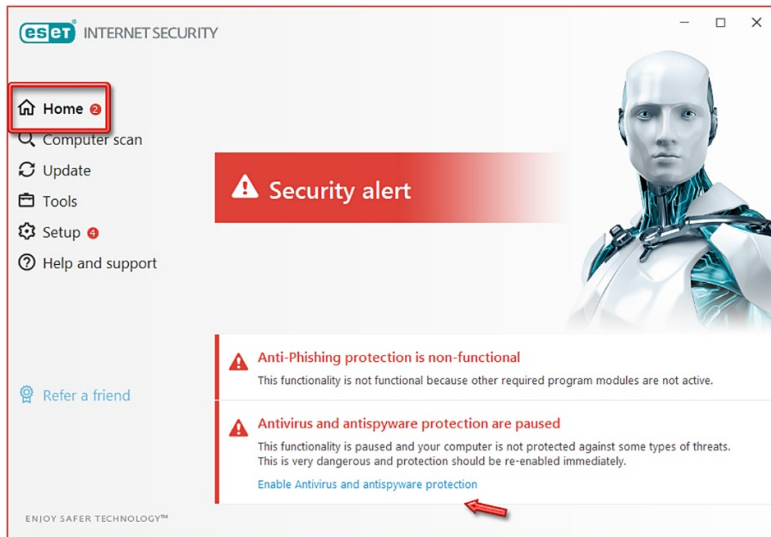 eset INTERNET SECURITY
Home 2
Computer scan
Update
Tools
Setup 4
Help and support
Refer a friend
ENJOY SAFER TECHNOLOGY™
Security alert
Anti-Phishing protection is non-functional
This functionality is not functional because other required program modules are not active.
Antivirus and antispyware protection are paused
This functionality is paused and your computer is not protected against some types of threats.
This is very dangerous and protection should be re-enabled immediately.
Enable Antivirus and antispyware protection